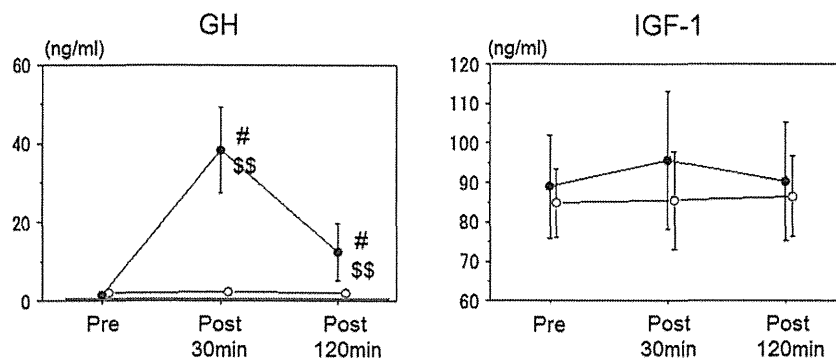 GH
(ng/ml)
60
40
20
0
#
$$
#
$$
Pre
Post
30min
Post
120min
IGF-1
(ng/ml)
120
110
100
90
80
70
60
Pre
Post
30min
Post
120min